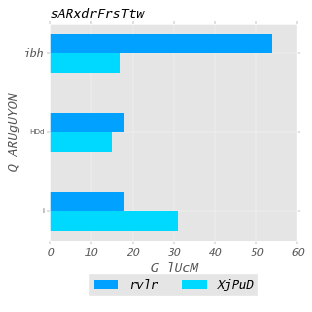 sARxdrFrsTtw
Q ARUgUYON
ibh
HDd
0 10 20 30 40 50 60
G lUcM
rvlr XjPuD